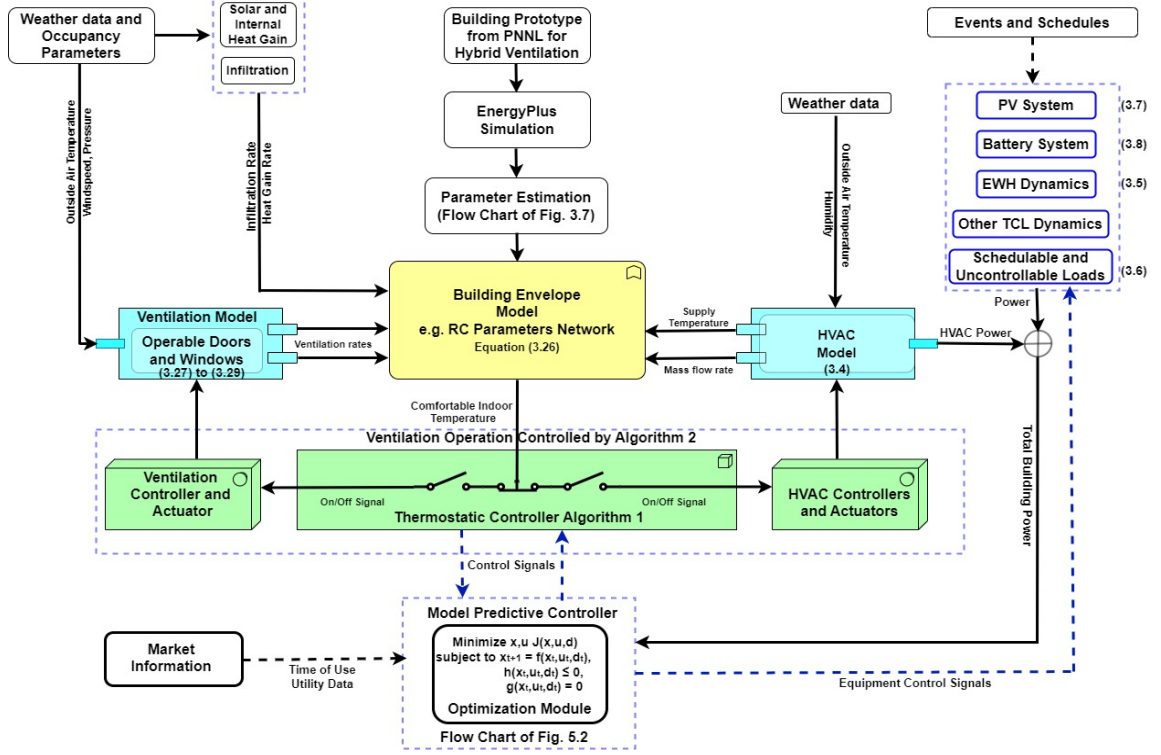 Weather data and
Occupancy
Parameters
Solar and
Internal
Heat Gain
Infiltration
Building Prototype
from PNNL for
Hybrid Ventilation
EnergyPlus
Simulation
Parameter Estimation
(Flow Chart of Fig. 3.7)
Weather data
Events and Schedules
PV System
(3.7)
Battery System
(3.8)
EWH Dynamics
(3.5)
Other TCL Dynamics
Schedulable and
Uncontrollable Loads
(3.6)
Outside Air Temperature
Windspeed, Pressure
Infiltration Rate
Heat Gain Rate
Outside Air Temperature
Humidity
Building Envelope
Model
e.g. RC Parameters Network
Equation (3.26)
Ventilation Model
Operable Doors
and Windows
(3.27) to (3.29)
Ventilation rates
Supply
Temperature
Mass flow rate
HVAC
Model
(3.4)
HVAC Power
Power
Comfortable Indoor
Temperature
Ventilation Operation Controlled by Algorithm 2
Ventilation
Controller and
Actuator
On/Off Signal
On/Off Signal
Thermostatic Controller Algorithm 1
HVAC Controllers
and Actuators
Total Building Power
Control Signals
Model Predictive Controller
Minimize x,u J(x,u,d)
subject to xt+1 = f(xt,ut,dt),
h(xt,ut,dt) ≤ 0,
g(xt,ut,dt) = 0
Optimization Module
Flow Chart of Fig. 5.2
Market
Information
Time of Use
Utility Data
Equipment Control Signals